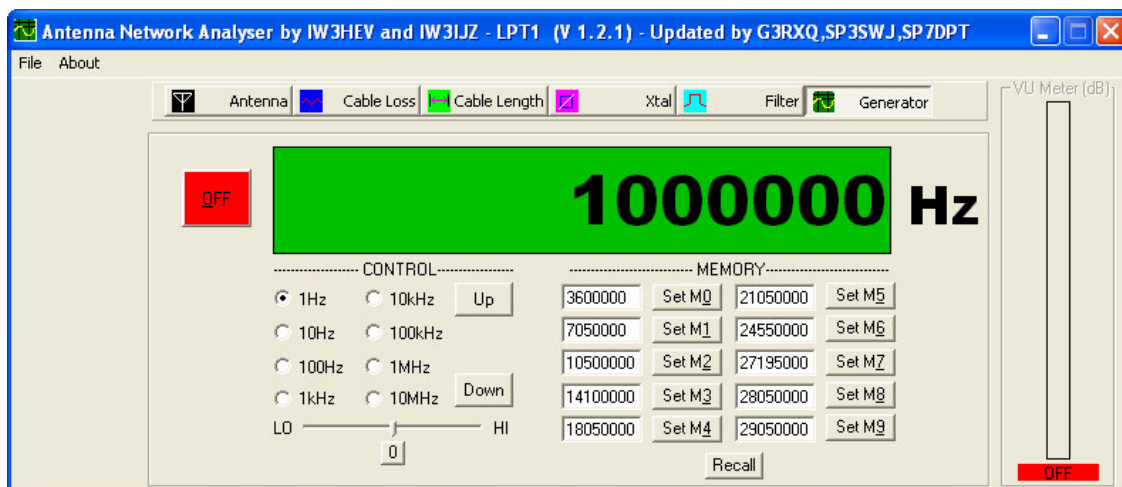 Antenna Network Analyser by IW3HEV and IW3IJZ - LPT1 (V 1.2.1) - Updated by G3RXQ,SP3SWJ,SP7DPT
File About
Antenna Cable Loss Cable Length Xtal Filter Generator
VU Meter (dB)
OFF
1000000 Hz
CONTROL
MEMORY
1Hz 10kHz Up
10Hz 100kHz
100Hz 1MHz
1kHz 10MHz Down
LO HI
0
3600000 Set M0 21050000 Set M5
7050000 Set M1 24550000 Set M6
10500000 Set M2 27195000 Set M7
14100000 Set M3 28050000 Set M8
18050000 Set M4 29050000 Set M9
Recall
OFF